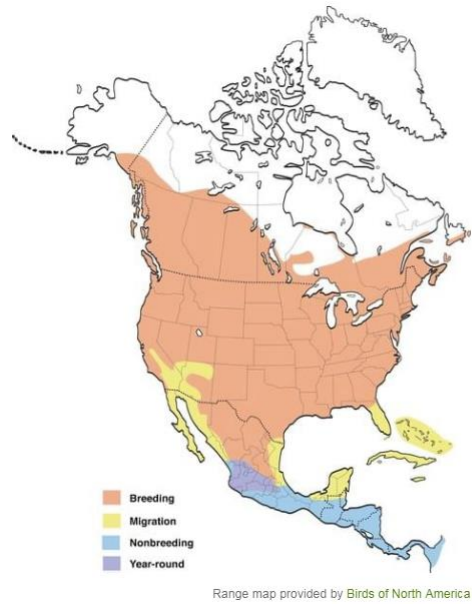 Breeding
Migration
Nonbreeding
Year-round
Range map provided by Birds of North America